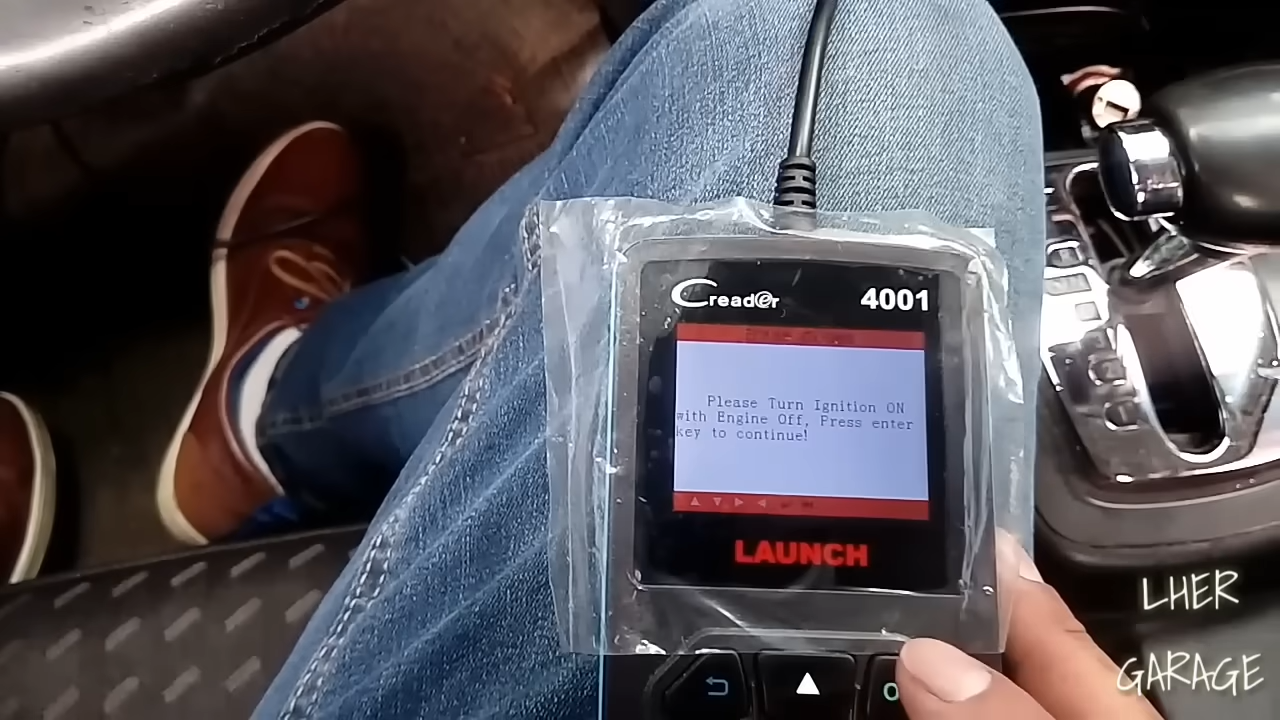 Creader 4001
Please Turn Ignition ON
with Engine Off, Press enter
key to continue!
LAUNCH
LHER
GARAGE